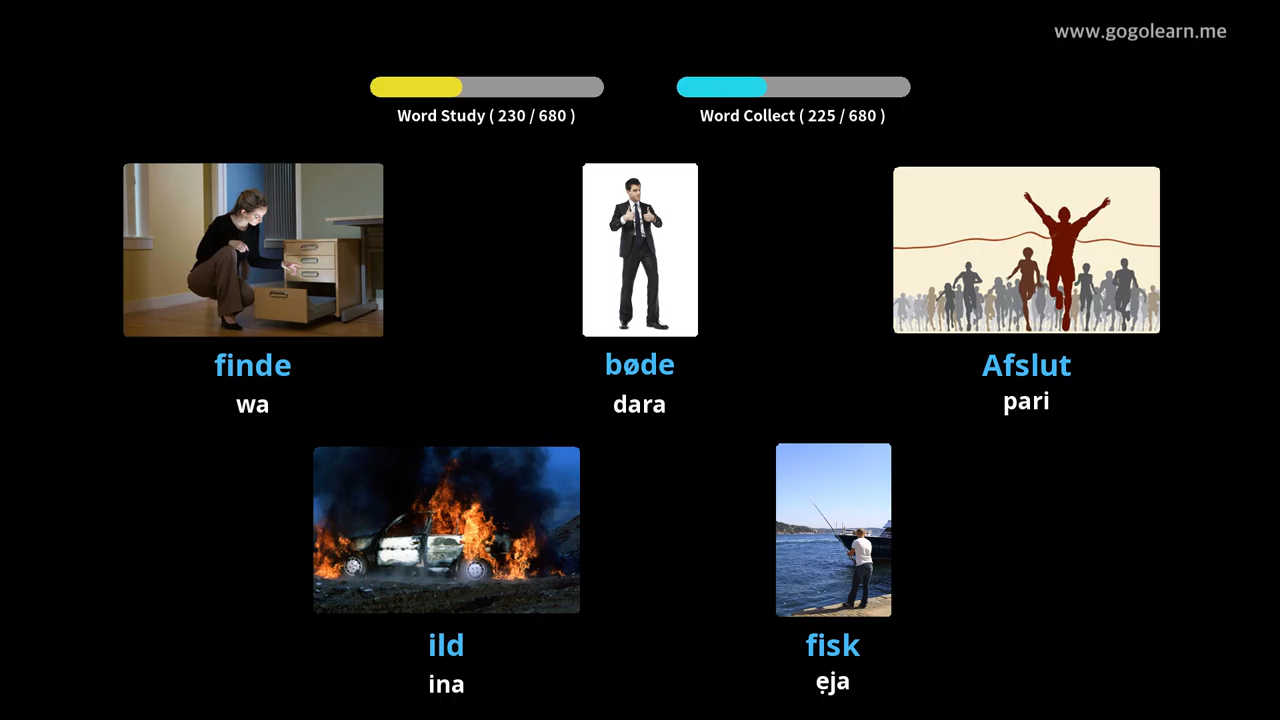 www.gogolearn.me
Word Study ( 230 / 680 )
Word Collect ( 225 / 680 )
finde
wa
bøde
dara
Afslut
pari
ild
ina
fisk
ẹja